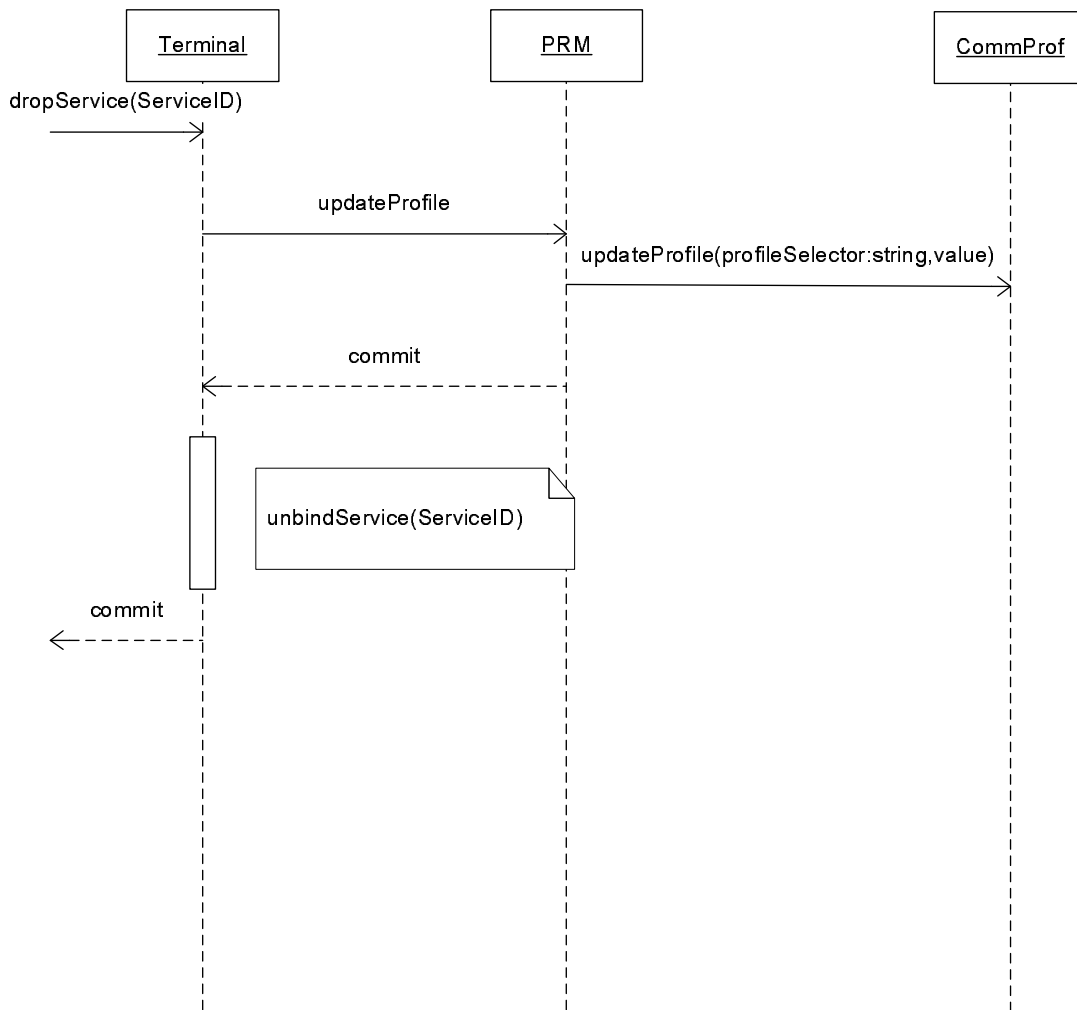 Terminal
PRM
CommProf
dropService(ServiceID)
updateProfile
updateProfile(profileSelector:string,value)
commit
unbindService(ServiceID)
commit